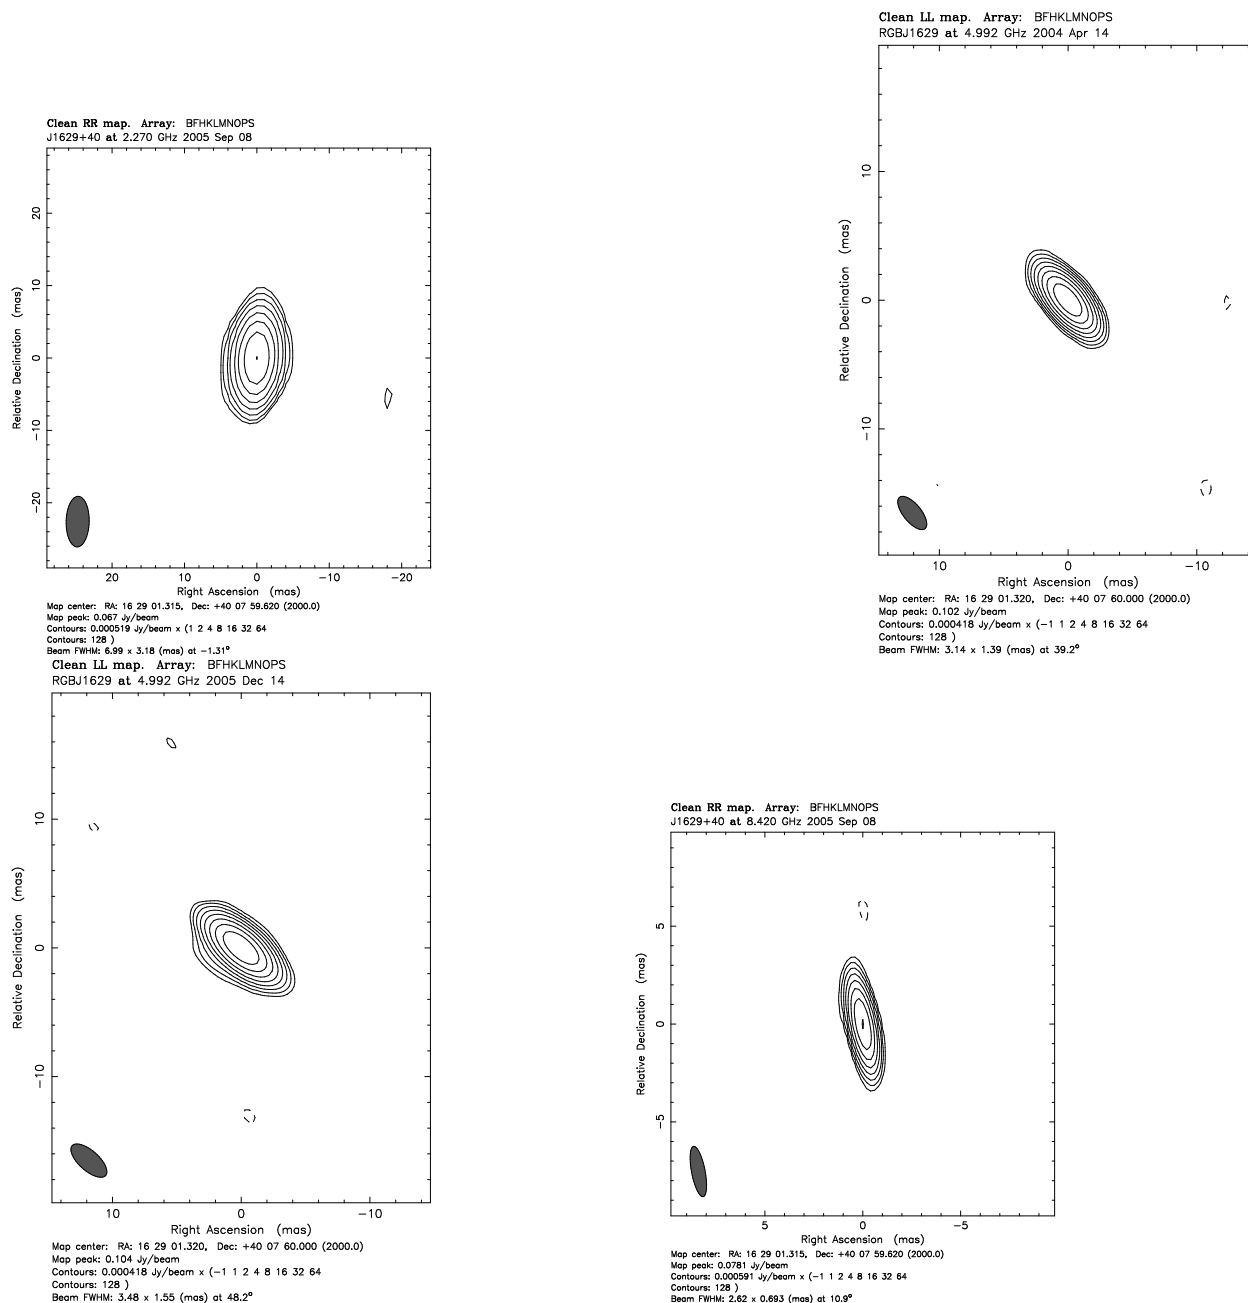 Clean RR map. Array: BFHKLMNOPS
J1629+40 at 2.270 GHz 2005 Sep 08
Relative Declination (mas)
20
10
0
−10
−20
20 10 0 −10 −20
Right Ascension (mas)
Map center: RA: 16 29 01.315, Dec: +40 07 59.620 (2000.0)
Map peak: 0.067 Jy/beam
Contours: 0.000519 Jy/beam x (1 2 4 8 16 32 64
Contours: 128 )
Beam FWHM: 6.99 x 3.18 (mas) at −1.31°
Clean LL map. Array: BFHKLMNOPS
RGBJ1629 at 4.992 GHz 2004 Apr 14
Relative Declination (mas)
10
0
−10
10 0 −10
Right Ascension (mas)
Map center: RA: 16 29 01.320, Dec: +40 07 60.000 (2000.0)
Map peak: 0.102 Jy/beam
Contours: 0.000418 Jy/beam x (−1 1 2 4 8 16 32 64
Contours: 128 )
Beam FWHM: 3.14 x 1.39 (mas) at 39.2°
Clean LL map. Array: BFHKLMNOPS
RGBJ1629 at 4.992 GHz 2005 Dec 14
Relative Declination (mas)
10
0
−10
10 0 −10
Right Ascension (mas)
Map center: RA: 16 29 01.320, Dec: +40 07 60.000 (2000.0)
Map peak: 0.104 Jy/beam
Contours: 0.000418 Jy/beam x (−1 1 2 4 8 16 32 64
Contours: 128 )
Beam FWHM: 3.48 x 1.55 (mas) at 48.2°
Clean RR map. Array: BFHKLMNOPS
J1629+40 at 8.420 GHz 2005 Sep 08
Relative Declination (mas)
5
0
−5
5 0 −5
Right Ascension (mas)
Map center: RA: 16 29 01.315, Dec: +40 07 59.620 (2000.0)
Map peak: 0.0781 Jy/beam
Contours: 0.000591 Jy/beam x (−1 1 2 4 8 16 32 64
Contours: 128 )
Beam FWHM: 2.62 x 0.693 (mas) at 10.9°